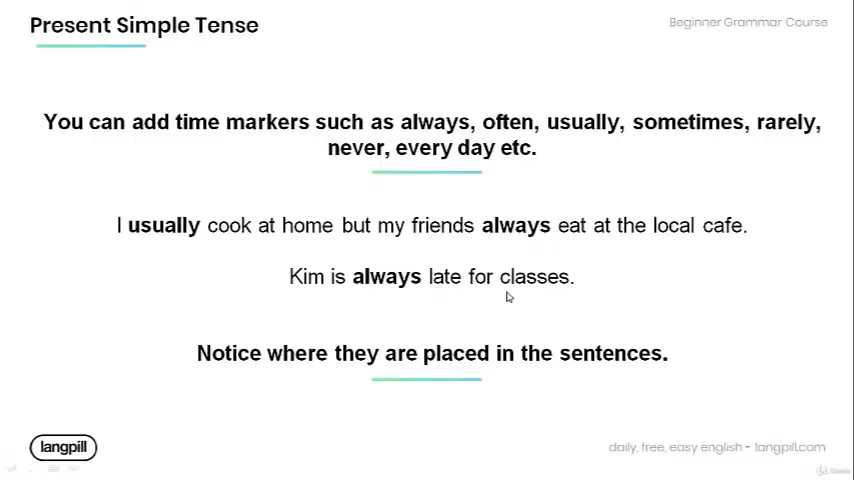 Present Simple Tense
Beginner Grammar Course
You can add time markers such as always, often, usually, sometimes, rarely,
never, every day etc.
I usually cook at home but my friends always eat at the local cafe.
Kim is always late for classes.
Notice where they are placed in the sentences.
langpill
daily, free, easy english - langpill.com